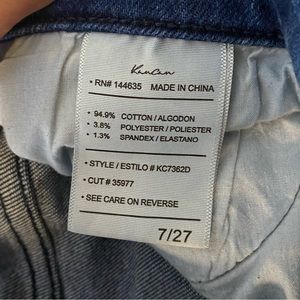 KanCan
• RN# 144635 MADE IN CHINA
• 94.9% COTTON / ALGODON
• 3.8% POLYESTER / POLIESTER
• 1.3% SPANDEX / ELASTANO
• STYLE / ESTILO # KC7362D
• CUT # 35977
• SEE CARE ON REVERSE
7/27